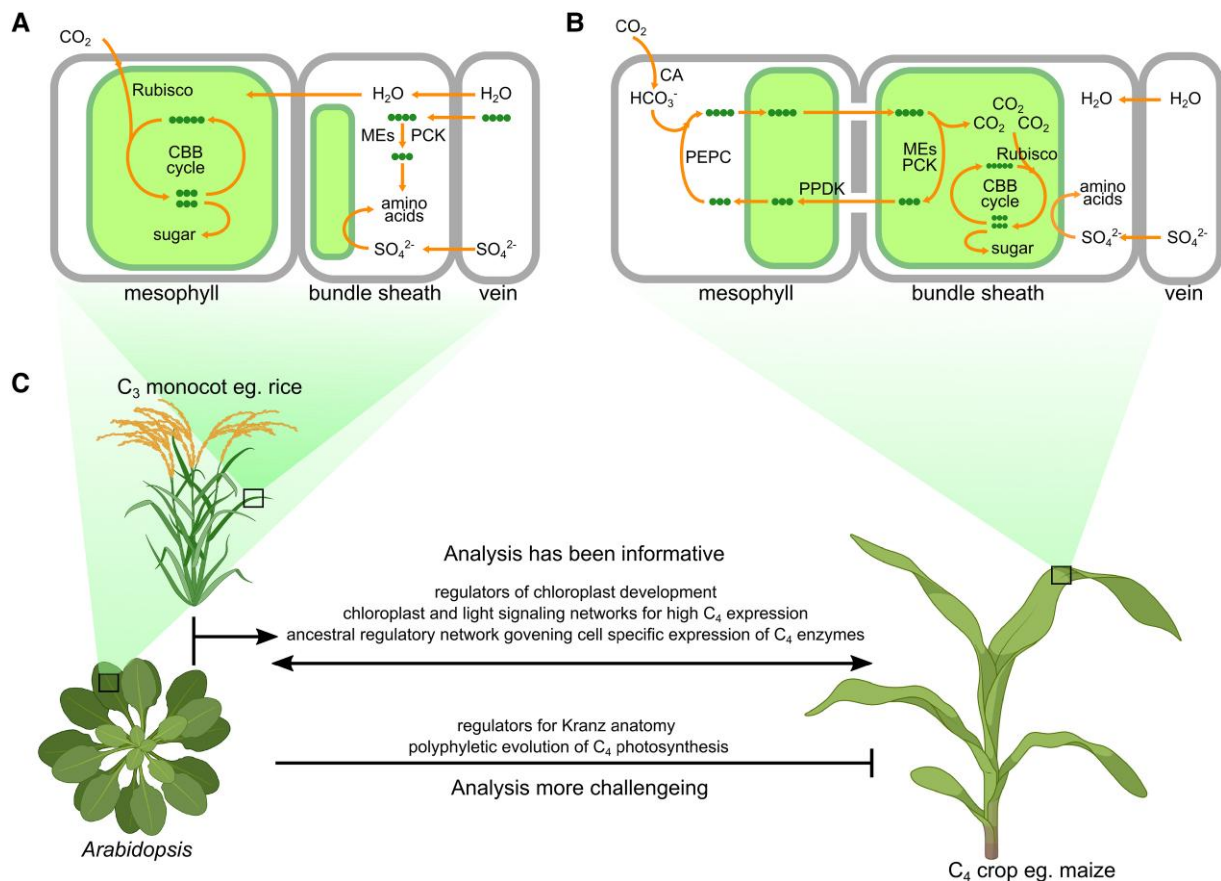 A
CO₂
Rubisco
CBB
cycle
sugar
H₂O
H₂O
MEs
PCK
amino
acids
SO₄²⁻
SO₄²⁻
mesophyll
bundle sheath
vein
B
CO₂
CA
HCO₃⁻
PEPC
PPDK
MEs
PCK
CO₂
CO₂
CO₂
Rubisco
CBB
cycle
sugar
H₂O
H₂O
amino
acids
SO₄²⁻
SO₄²⁻
mesophyll
bundle sheath
vein
C
C₃ monocot eg. rice
Analysis has been informative
regulators of chloroplast development
chloroplast and light signaling networks for high C₄ expression
ancestral regulatory network govening cell specific expression of C₄ enzymes
regulators for Kranz anatomy
polyphyletic evolution of C₄ photosynthesis
Analysis more challengeing
Arabidopsis
C₄ crop eg. maize